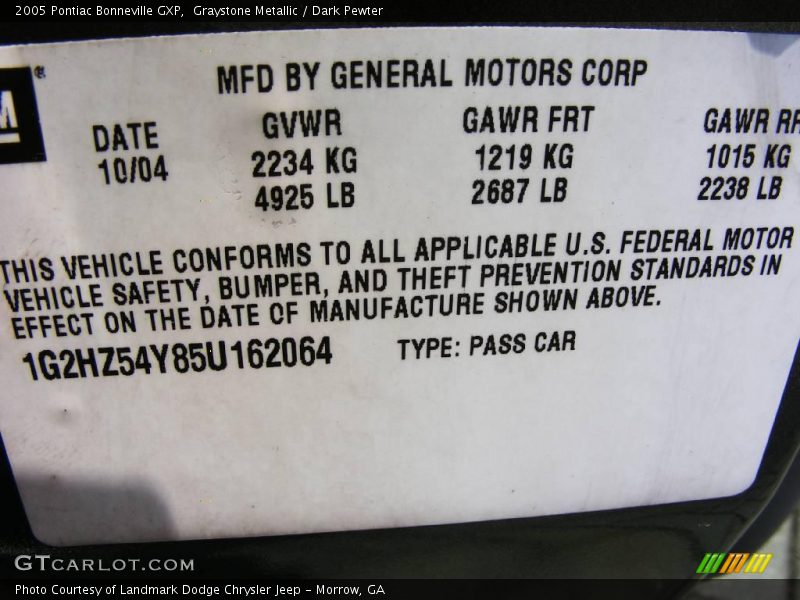 2005 Pontiac Bonneville GXP,  Graystone Metallic / Dark Pewter
M ®
MFD BY GENERAL MOTORS CORP
DATE GVWR GAWR FRT GAWR RR
10/04 2234 KG 1219 KG 1015 KG
4925 LB 2687 LB 2238 LB
THIS VEHICLE CONFORMS TO ALL APPLICABLE U.S. FEDERAL MOTOR
VEHICLE SAFETY, BUMPER, AND THEFT PREVENTION STANDARDS IN
EFFECT ON THE DATE OF MANUFACTURE SHOWN ABOVE.
1G2HZ54Y85U162064 TYPE: PASS CAR
GTCARLOT.COM
Photo Courtesy of Landmark Dodge Chrysler Jeep – Morrow, GA